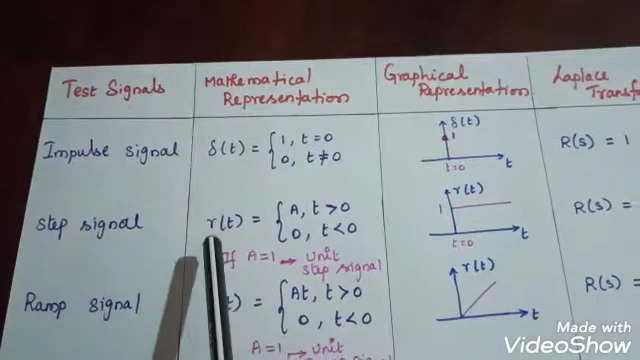 Test Signals
Mathematical Representation
Graphical Representation
Laplace
Impulse signal
δ(t) = { 1, t=0
0, t≠0
δ(t)
1
t=0
t
R(s) = 1
Step signal
r(t) = { A, t>0
0, t<0
If A=1 → Unit step signal
r(t)
1
t=0
t
R(s) =
Ramp signal
t) = { At, t>0
0, t<0
A=1 → Unit
r(t)
t
R(s) =
Made with
VideoShow